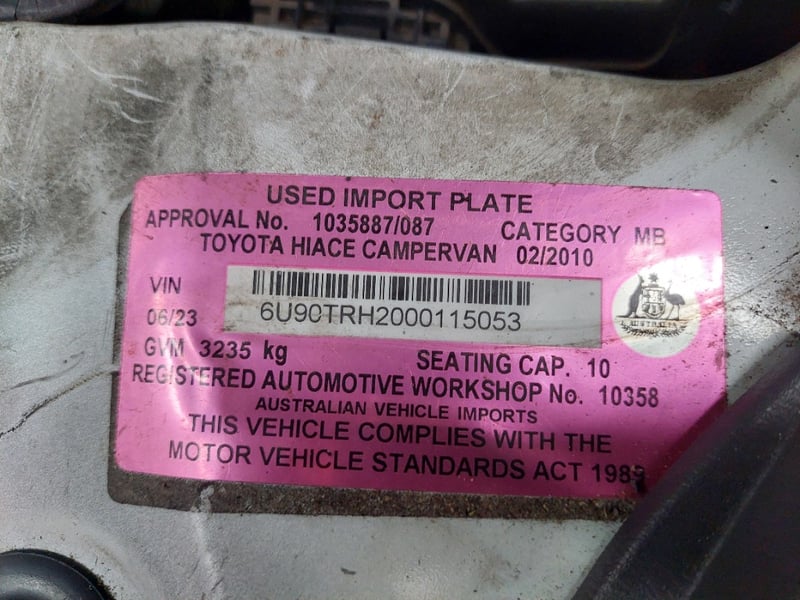 USED IMPORT PLATE
APPROVAL No. 1035887/087 CATEGORY MB
TOYOTA HIACE CAMPERVAN 02/2010
VIN
06/23 6U90TRH2000115053
GVM 3235 kg SEATING CAP. 10
REGISTERED AUTOMOTIVE WORKSHOP No. 10358
AUSTRALIAN VEHICLE IMPORTS
THIS VEHICLE COMPLIES WITH THE
MOTOR VEHICLE STANDARDS ACT 1989
AUSTRALIA